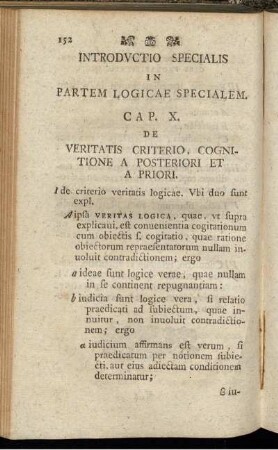 152
INTRODVCTIO SPECIALIS
IN
PARTEM LOGICAE SPECIALEM.
CAP. X.
DE
VERITATIS CRITERIO, COGNI-
TIONE A POSTERIORI ET
A PRIORI.
I de criterio veritatis logicae. Vbi duo sunt
expl.
A ipsa VERITAS LOGICA, quae, vt supra
explicaui, est conuenientia cogitationum
cum obiectis s. cogitatio, quae ratione
obiectorum repraesentatorum nullam in-
uoluit contradictionem; ergo
a ideae sunt logice verae, quae nullam
in se continent repugnantiam:
b iudicia sunt logice vera, si relatio
praedicati ad subiectum, quae in-
nuitur, non inuoluit contradictio-
nem; ergo
α iudicium affirmans est verum, si
praedicatum per notionem subie-
cti, aut eius adiectam conditionem
determinatur;
β iu-